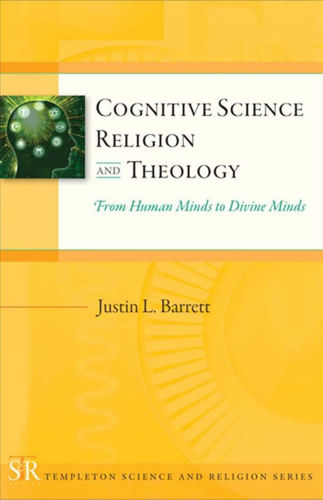 COGNITIVE SCIENCE
RELIGION
AND THEOLOGY
From Human Minds to Divine Minds
Justin L. Barrett
STR TEMPLETON SCIENCE AND RELIGION SERIES